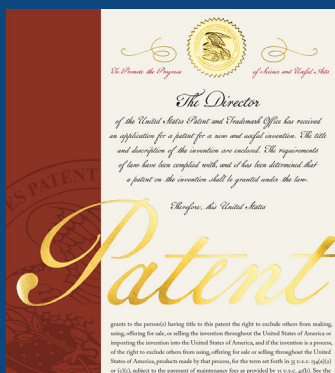 To Promote the Progress of Science and Useful Arts
The Director
of the United States Patent and Trademark Office has received
an application for a patent for a new and useful invention. The title
and description of the invention are enclosed. The requirements
of law have been complied with, and it has been determined that
a patent on the invention shall be granted under the law.
Therefore, this United States
Patent
grants to the person(s) having title to this patent the right to exclude others from making,
using, offering for sale, or selling the invention throughout the United States of America or
importing the invention into the United States of America, and if the invention is a process,
of the right to exclude others from using, offering for sale or selling throughout the United
States of America, products made by that process, for the term set forth in 35 U.S.C. 154(a)(2)
or (c)(1), subject to the payment of maintenance fees as provided by 35 U.S.C. 41(b). See the
ES PATENT